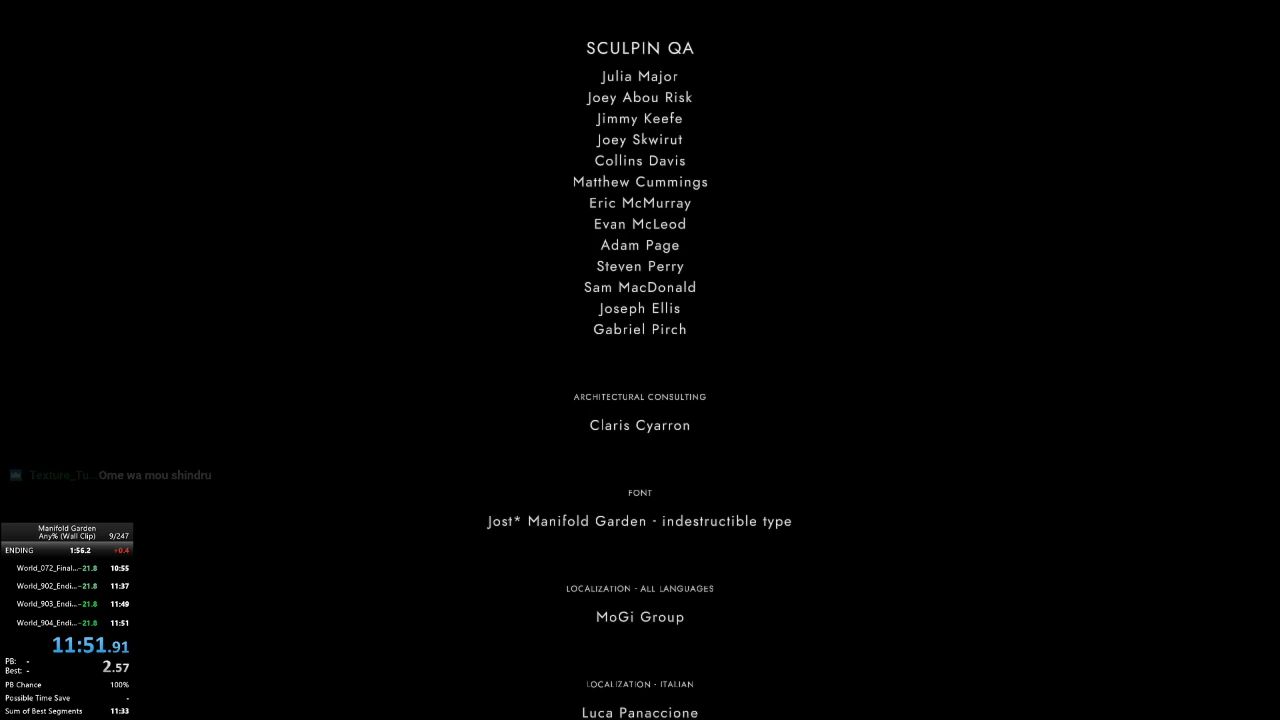 SCULPIN QA
Julia Major
Joey Abou Risk
Jimmy Keefe
Joey Skwirut
Collins Davis
Matthew Cummings
Eric McMurray
Evan McLeod
Adam Page
Steven Perry
Sam MacDonald
Joseph Ellis
Gabriel Pirch
ARCHITECTURAL CONSULTING
Claris Cyarron
FONT
Jost* Manifold Garden - indestructible type
LOCALIZATION - ALL LANGUAGES
MoGi Group
LOCALIZATION - ITALIAN
Luca Panaccione
Texture_Tu... Ome wa mou shindru
Manifold Garden
Any% (Wall Clip) 9/247
ENDING 1:56.2 +0.4
World_072_Final... -21.8 10:55
World_902_Endi... -21.8 11:37
World_903_Endi... -21.8 11:49
World_904_Endi... -21.8 11:51
11:51.91
PB: -
Best: - 2.57
PB Chance 100%
Possible Time Save -
Sum of Best Segments 11:33